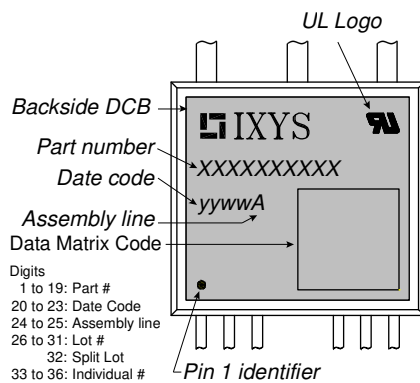 UL Logo
Backside DCB
IXYS
Part number
XXXXXXXXXX
Date code
yywwA
Assembly line
Data Matrix Code
Digits
1 to 19: Part #
20 to 23: Date Code
24 to 25: Assembly line
26 to 31: Lot #
32: Split Lot
33 to 36: Individual #
Pin 1 identifier